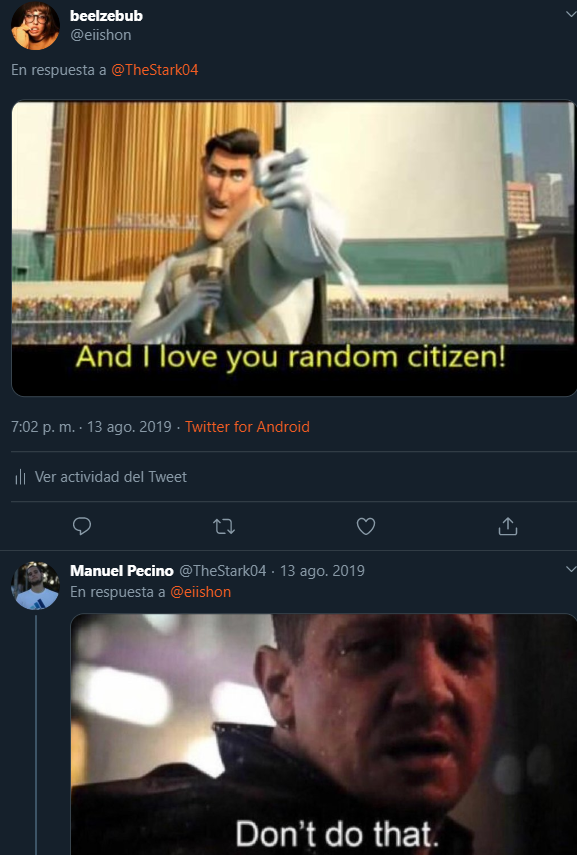 beelzebub
@eiishon
En respuesta a @TheStark04
And I love you random citizen!
7:02 p. m. · 13 ago. 2019 · Twitter for Android
Ver actividad del Tweet
Manuel Pecino @TheStark04 · 13 ago. 2019
En respuesta a @eiishon
Don't do that.